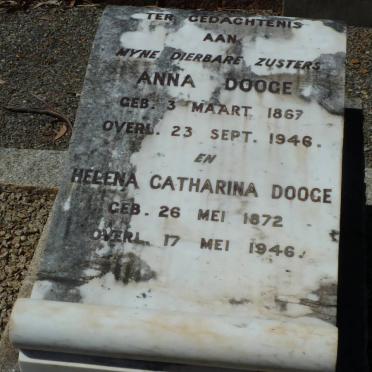 TER GEDACHTENIS
AAN
MYNE DIERBARE ZUSTERS
ANNA DOOGE
GEB. 3 MAART 1867
OVERL. 23 SEPT. 1946.
EN
HELENA CATHARINA DOOGE
GEB. 26 MEI 1872
OVERL. 17 MEI 1946.